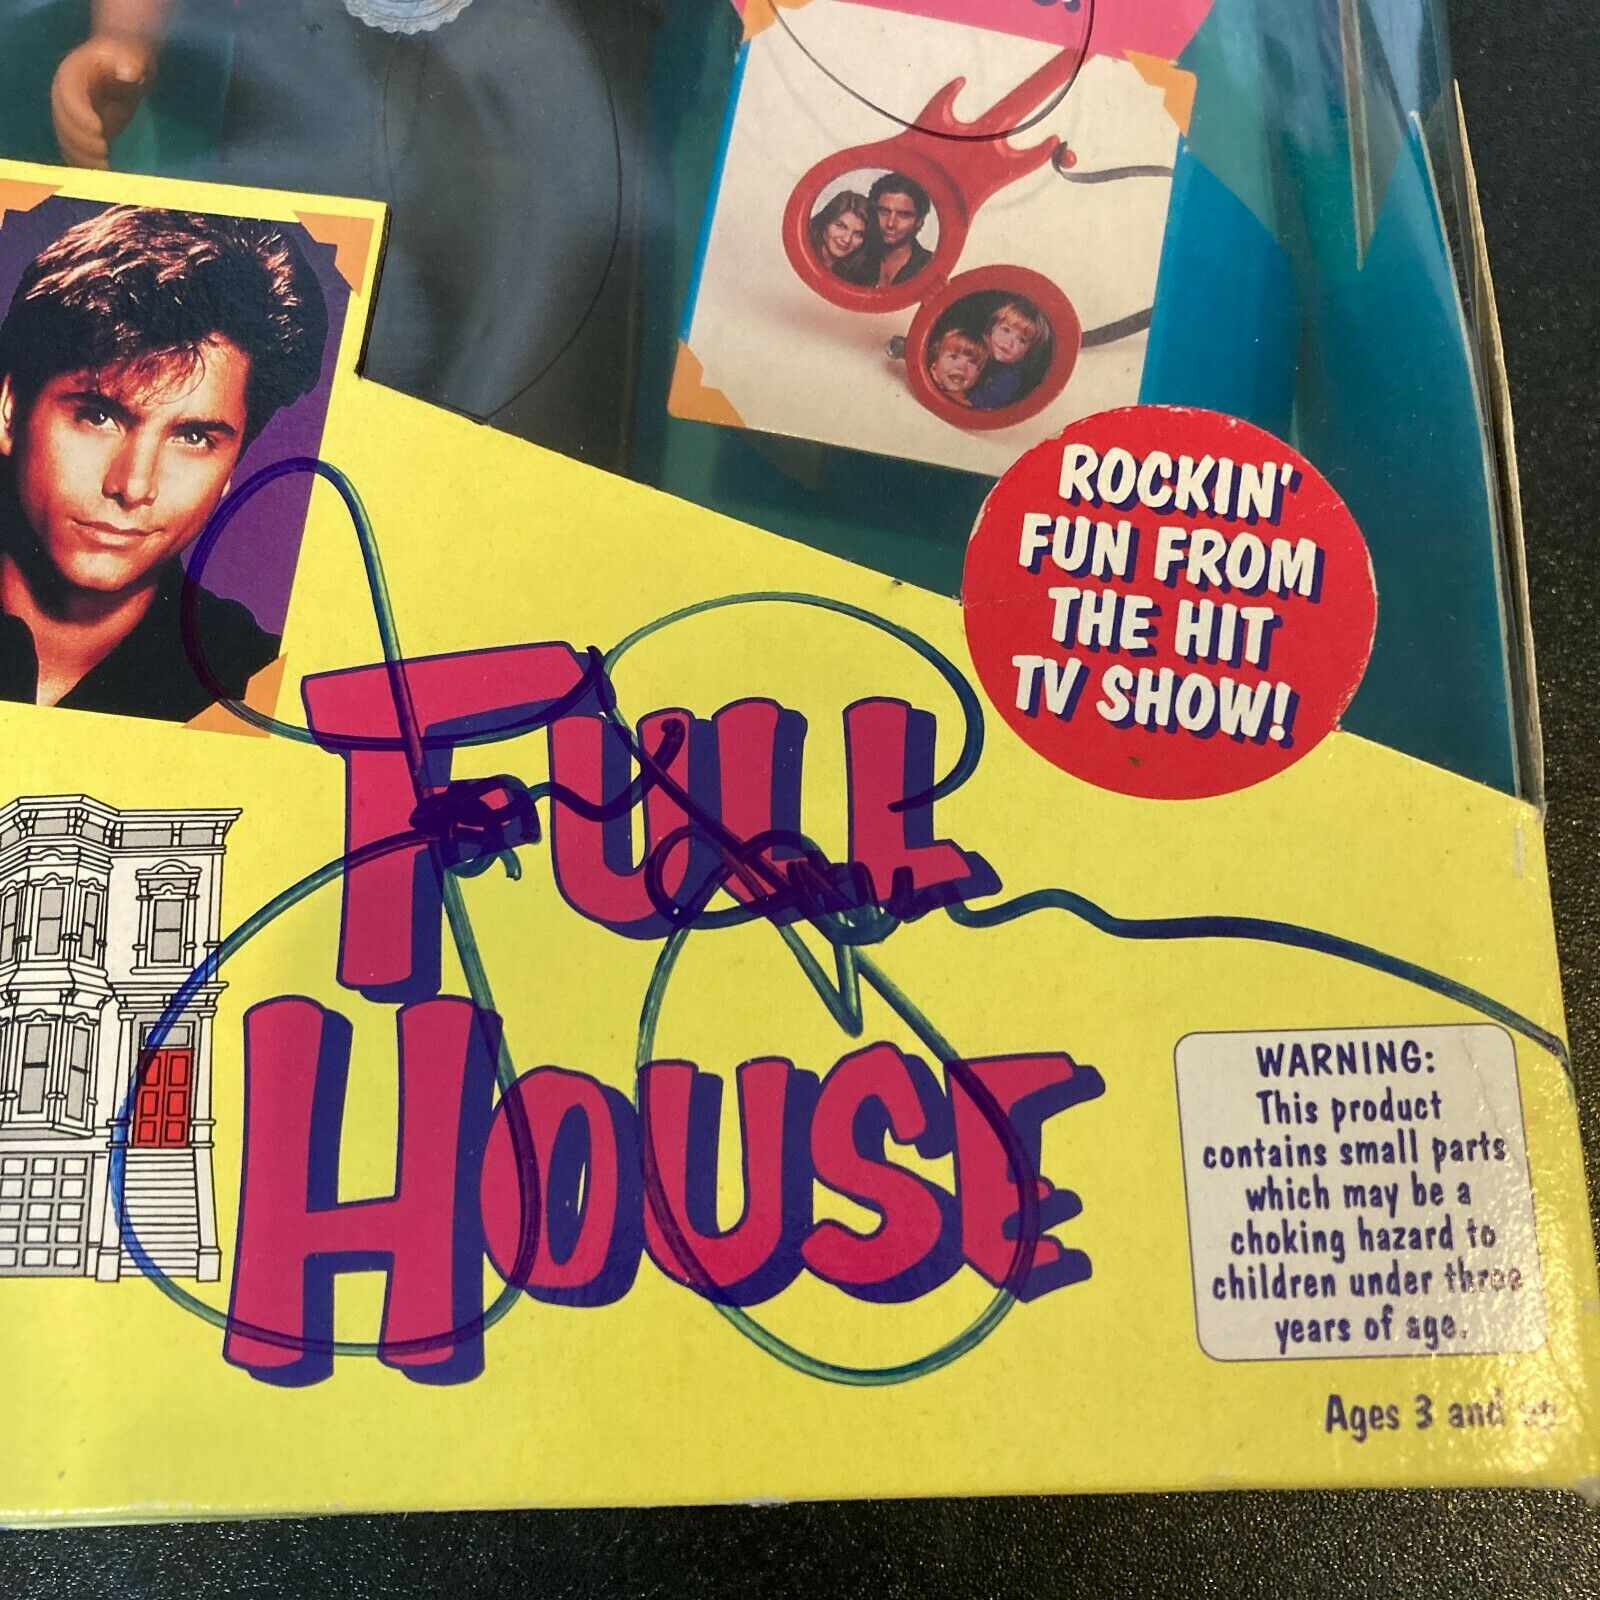 ROCKIN'
FUN FROM
THE HIT
TV SHOW!
FULL
HOUSE
WARNING:
This product
contains small parts
which may be a
choking hazard to
children under three
years of age.
Ages 3 and up